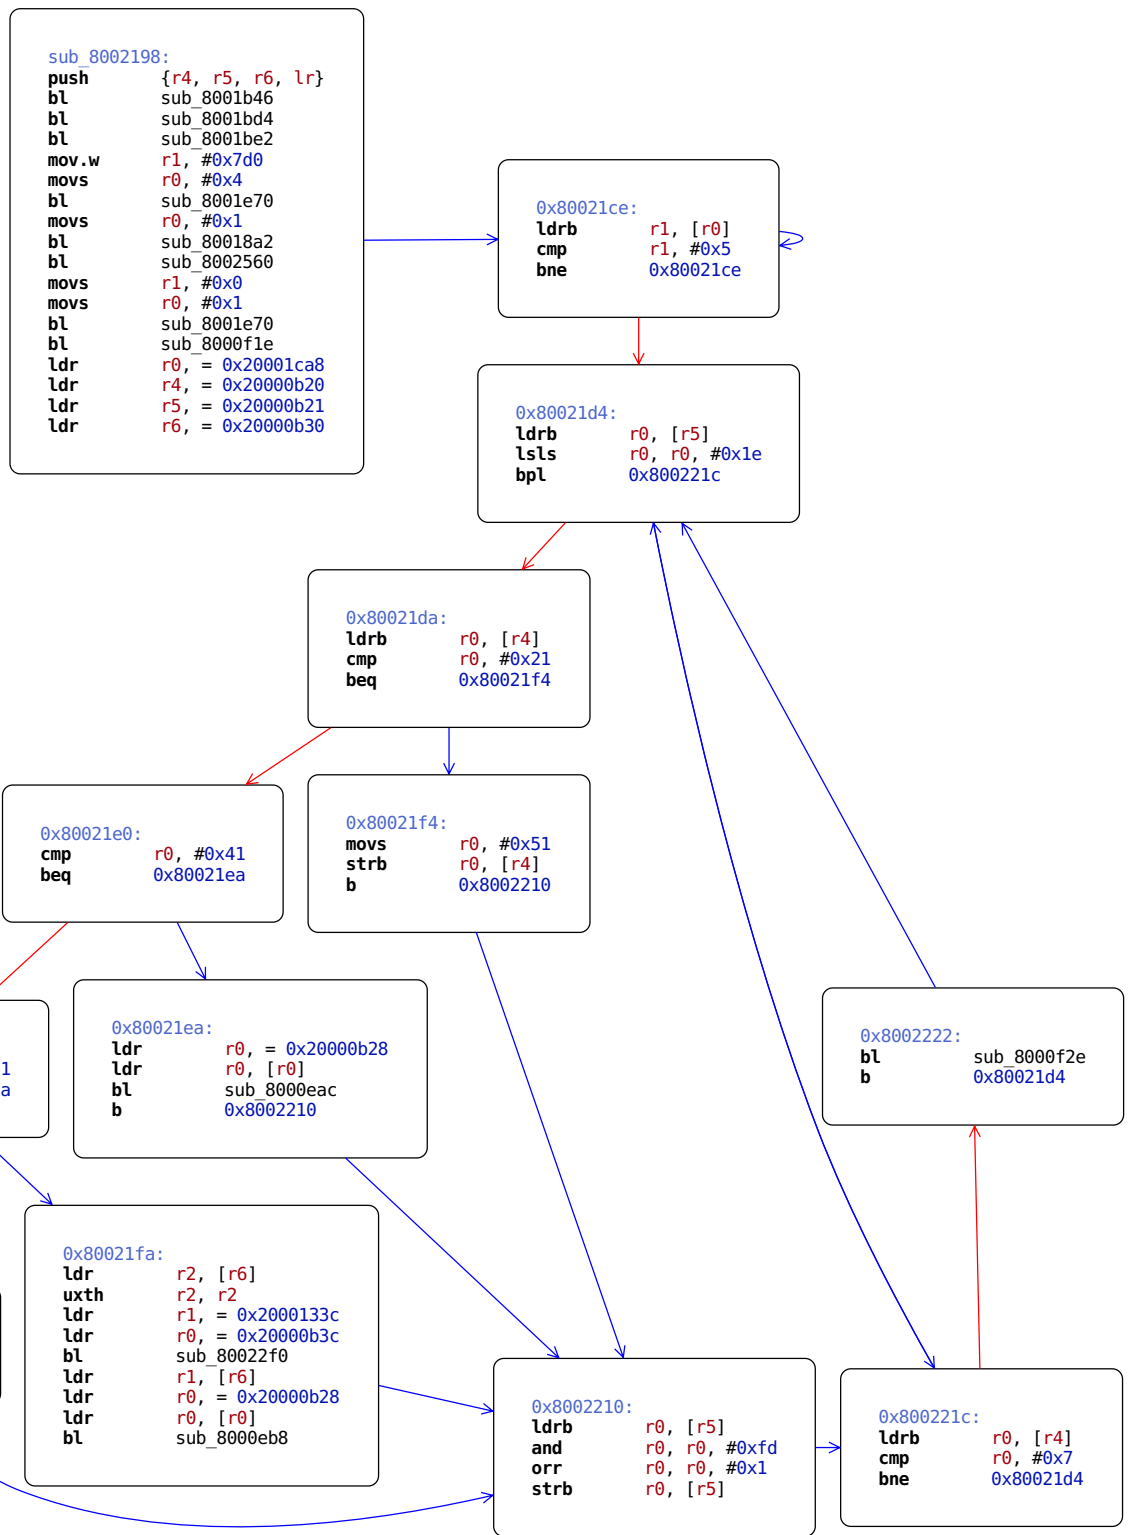 sub_8002198:
push {r4, r5, r6, lr}
bl sub_8001b46
bl sub_8001bd4
bl sub_8001be2
mov.w r1, #0x7d0
movs r0, #0x4
bl sub_8001e70
movs r0, #0x1
bl sub_80018a2
bl sub_8002560
movs r1, #0x0
movs r0, #0x1
bl sub_8001e70
bl sub_8000f1e
ldr r0, = 0x20001ca8
ldr r4, = 0x20000b20
ldr r5, = 0x20000b21
ldr r6, = 0x20000b30
0x80021ce:
ldrb r1, [r0]
cmp r1, #0x5
bne 0x80021ce
0x80021d4:
ldrb r0, [r5]
lsls r0, r0, #0x1e
bpl 0x800221c
0x80021da:
ldrb r0, [r4]
cmp r0, #0x21
beq 0x80021f4
0x80021e0:
cmp r0, #0x41
beq 0x80021ea
0x80021f4:
movs r0, #0x51
strb r0, [r4]
b 0x8002210
1
a
0x80021ea:
ldr r0, = 0x20000b28
ldr r0, [r0]
bl sub_8000eac
b 0x8002210
0x8002222:
bl sub_8000f2e
b 0x80021d4
0x80021fa:
ldr r2, [r6]
uxth r2, r2
ldr r1, = 0x2000133c
ldr r0, = 0x20000b3c
bl sub_80022f0
ldr r1, [r6]
ldr r0, = 0x20000b28
ldr r0, [r0]
bl sub_8000eb8
0x8002210:
ldrb r0, [r5]
and r0, r0, #0xfd
orr r0, r0, #0x1
strb r0, [r5]
0x800221c:
ldrb r0, [r4]
cmp r0, #0x7
bne 0x80021d4